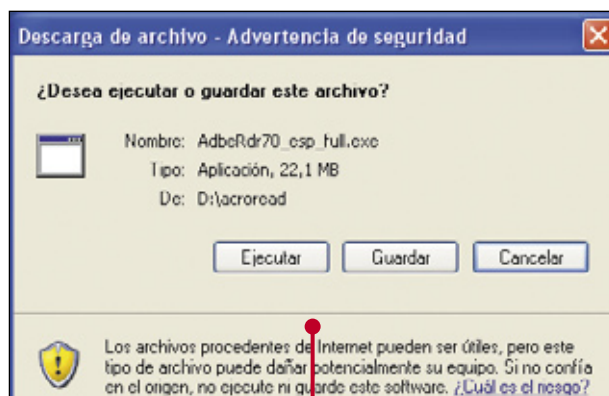 Descarga de archivo - Advertencia de seguridad
¿Desea ejecutar o guardar este archivo?
Nombre: AdbeRdr70_esp_full.exe
Tipo: Aplicación, 22,1 MB
De: D:\acroread
Ejecutar Guardar Cancelar
Los archivos procedentes de Internet pueden ser útiles, pero este
tipo de archivo puede dañar potencialmente su equipo. Si no confía
en el origen, no ejecute ni guarde este software. ¿Cuál es el riesgo?